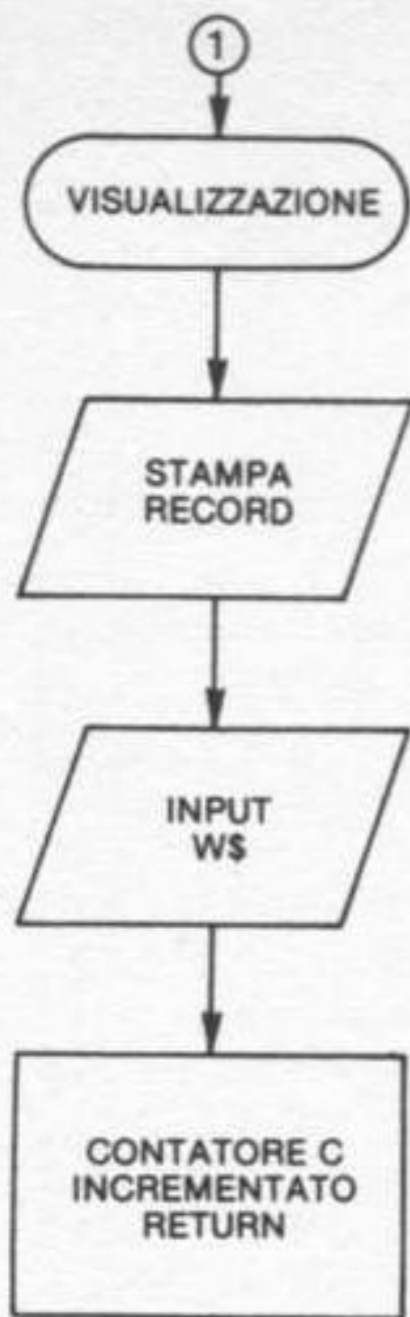 1
VISUALIZZAZIONE
STAMPA
RECORD
INPUT
W$
CONTATORE C
INCREMENTATO
RETURN